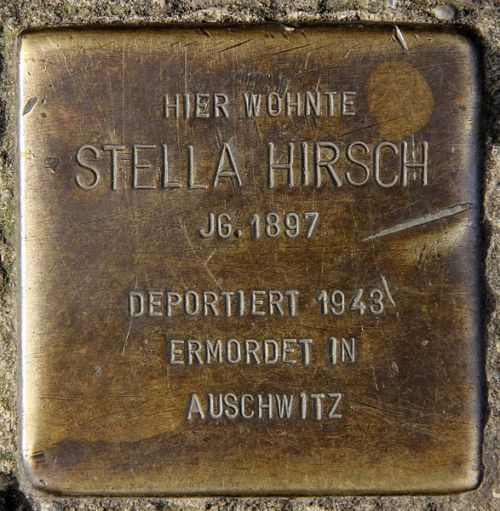 HIER WOHNTE
STELLA HIRSCH
JG. 1897
DEPORTIERT 1943
ERMORDET IN
AUSCHWITZ